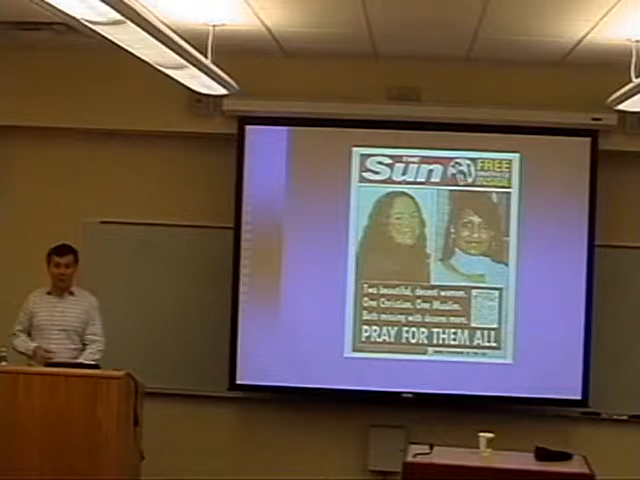 THE
Sun
FREE
Two beautiful, decent women.
One Christian. One Muslim.
Both missing with dozens more.
PRAY FOR THEM ALL